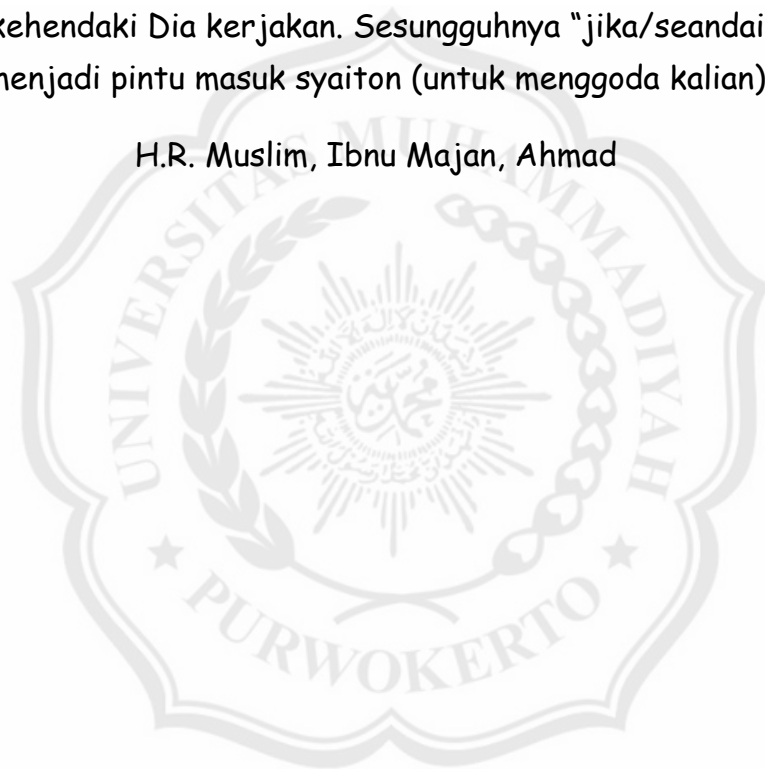 kehendaki Dia kerjakan. Sesungguhnya “jika/seandai
menjadi pintu masuk syaiton (untuk menggoda kalian)
H.R. Muslim, Ibnu Majan, Ahmad
UNIVERSITAS MUHAMMADIYAH
PURWOKERTO